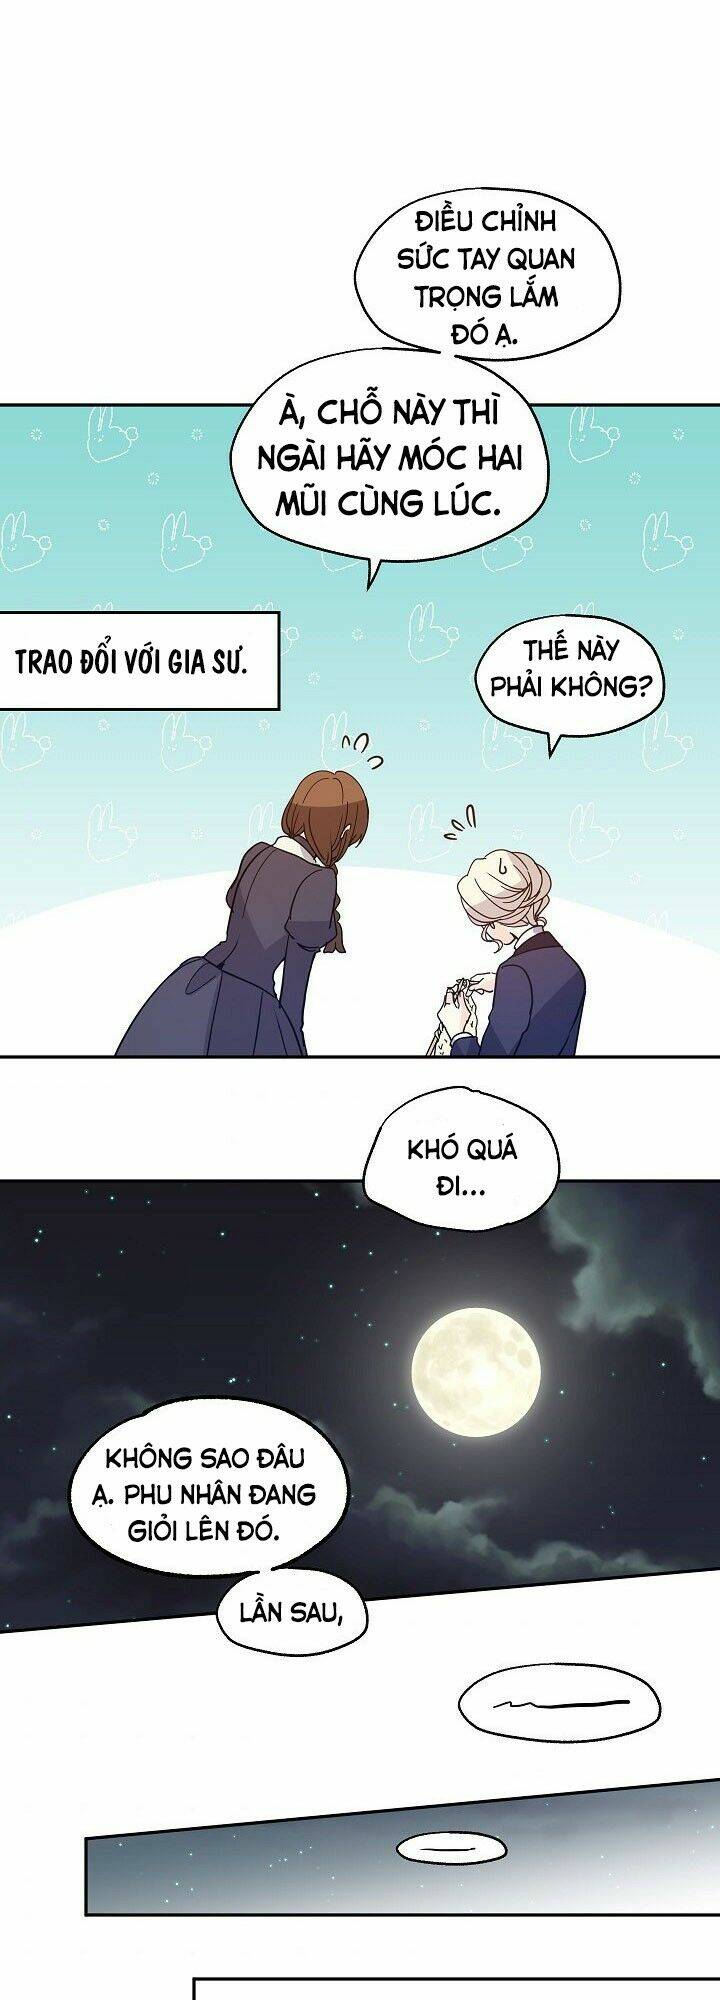 ĐIỀU CHỈNH
SỨC TAY QUAN
TRỌNG LẮM
ĐÓ Ạ.
À, CHỖ NÀY THÌ
NGÀI HÃY MÓC HAI
MŨI CÙNG LÚC.
TRAO ĐỔI VỚI GIA SƯ.
THẾ NÀY
PHẢI KHÔNG?
KHÓ QUÁ
ĐI...
KHÔNG SAO ĐÂU
Ạ. PHU NHÂN ĐANG
GIỎI LÊN ĐÓ.
LẦN SAU,